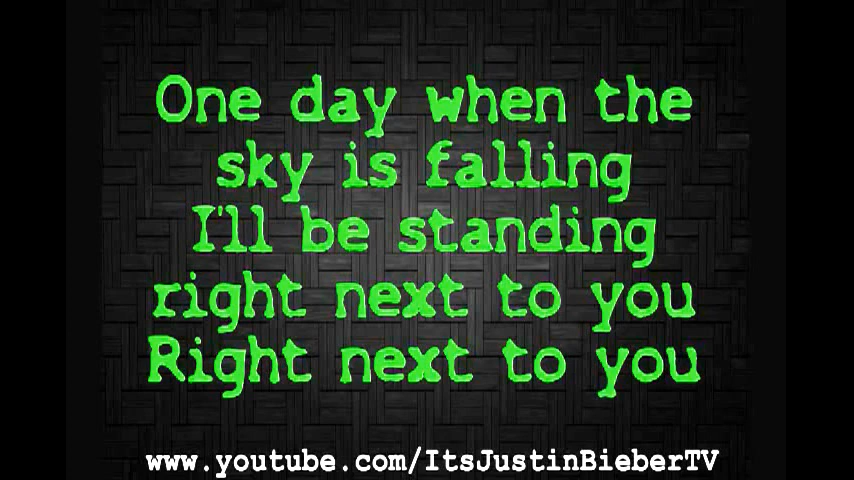 One day when the
sky is falling
I'll be standing
right next to you
Right next to you
www.youtube.com/ItsJustinBieberTV